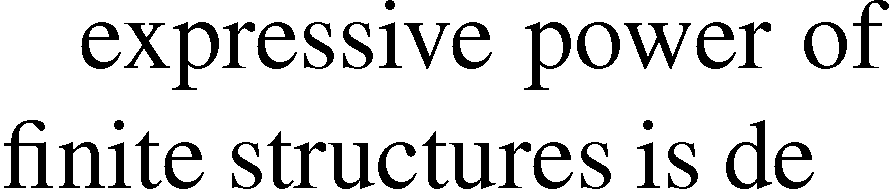 expressive power of
finite structures is de